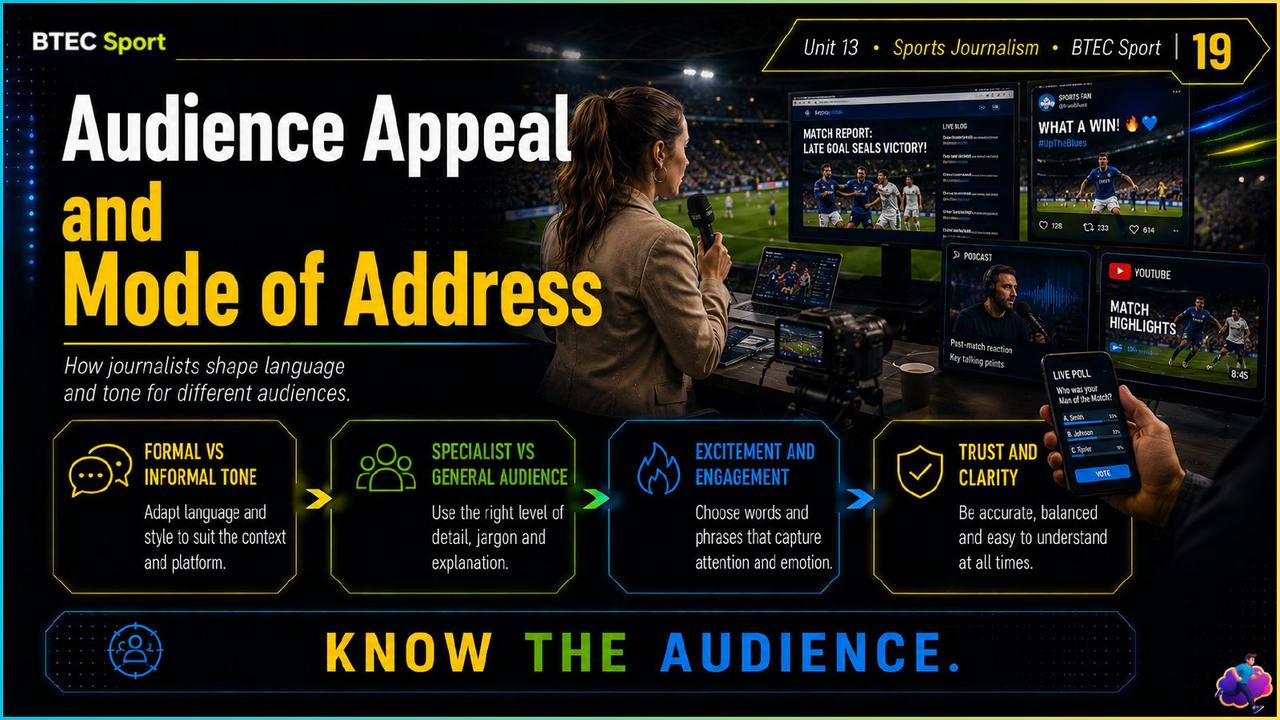 BTEC Sport
Unit 13 • Sports Journalism • BTEC Sport | 19
Audience Appeal
and
Mode of Address
How journalists shape language
and tone for different audiences.
MATCH REPORT:
LATE GOAL SEALS VICTORY!
LIVE BLOG
SPORTS FAN
WHAT A WIN! 🔥💙
#UpTheBlues
128
233
614
PODCAST
Post-match reaction
Key talking points
YOUTUBE
MATCH
HIGHLIGHTS
8:45
LIVE POLL
Who was your
Man of the Match?
A. Smith
B. Johnson
VOTE
FORMAL VS
INFORMAL TONE
Adapt language and
style to suit the context
and platform.
SPECIALIST VS
GENERAL AUDIENCE
Use the right level of
detail, jargon and
explanation.
EXCITEMENT AND
ENGAGEMENT
Choose words and
phrases that capture
attention and emotion.
TRUST AND
CLARITY
Be accurate, balanced
and easy to understand
at all times.
KNOW THE AUDIENCE.